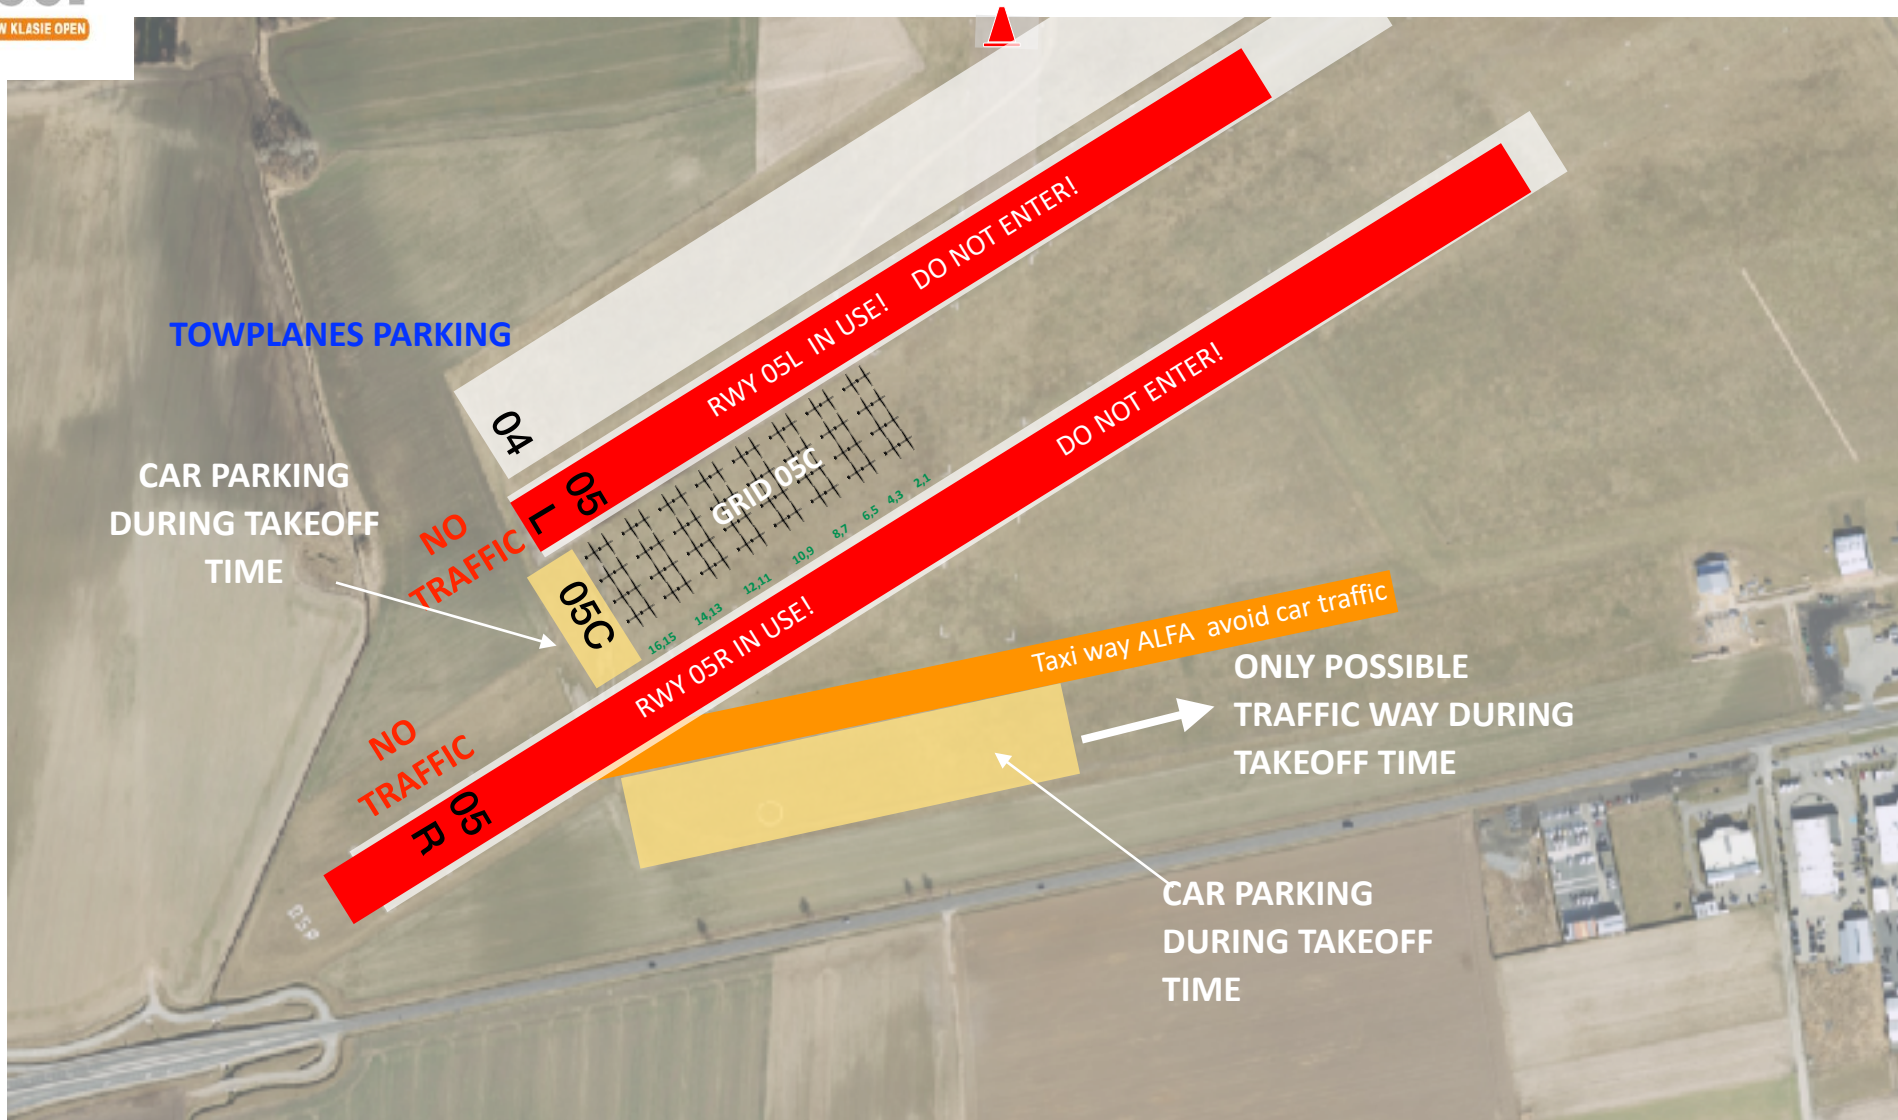 W KLASIE OPEN
TOWPLANES PARKING
CAR PARKING
DURING TAKEOFF
TIME
NO
TRAFFIC
NO
TRAFFIC
04
05
L
RWY 05L IN USE! DO NOT ENTER!
GRID 05C
05C
16,15
14,13
12,11
10,9
8,7
6,5
4,3
2,1
05
R
RWY 05R IN USE!
DO NOT ENTER!
Taxi way ALFA avoid car traffic
ONLY POSSIBLE
TRAFFIC WAY DURING
TAKEOFF TIME
CAR PARKING
DURING TAKEOFF
TIME